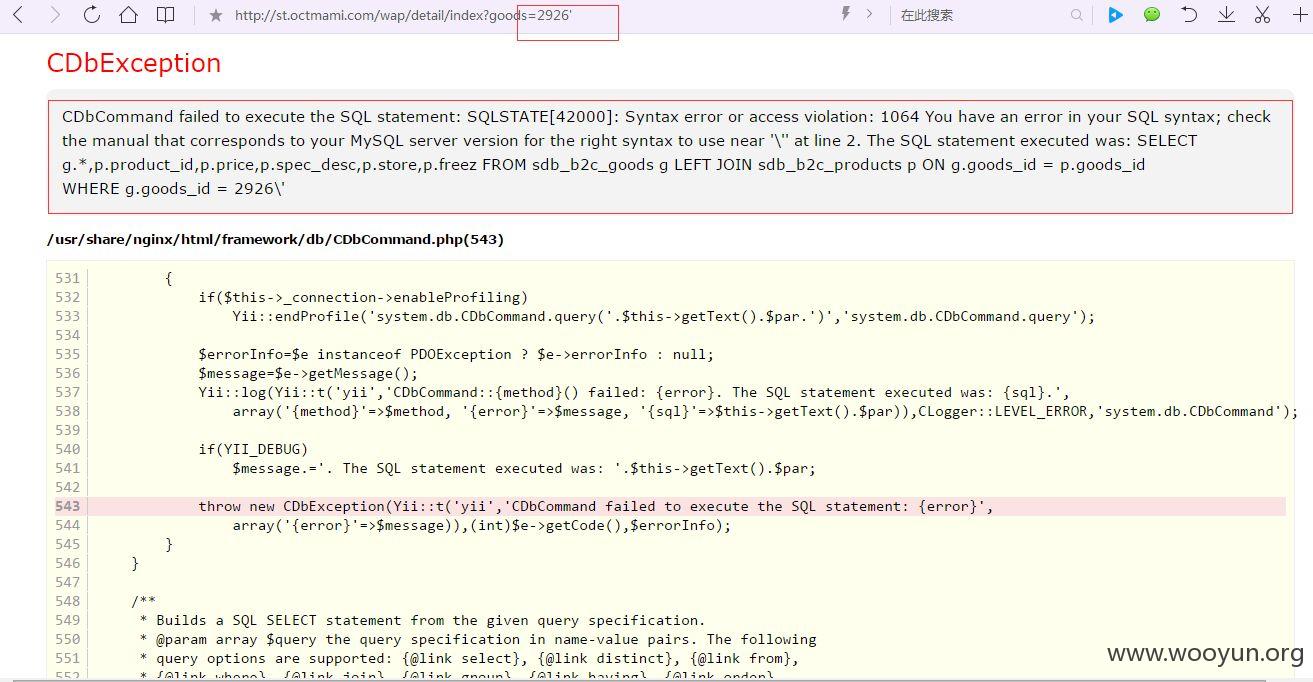 http://st.octmami.com/wap/detail/index?goods=2926'
在此搜索
CDbException
CDbCommand failed to execute the SQL statement: SQLSTATE[42000]: Syntax error or access violation: 1064 You have an error in your SQL syntax; check
the manual that corresponds to your MySQL server version for the right syntax to use near '\'' at line 2. The SQL statement executed was: SELECT
g.*,p.product_id,p.price,p.spec_desc,p.store,p.freez FROM sdb_b2c_goods g LEFT JOIN sdb_b2c_products p ON g.goods_id = p.goods_id
WHERE g.goods_id = 2926\'
/usr/share/nginx/html/framework/db/CDbCommand.php(543)
531 {
532 if($this->_connection->enableProfiling)
533 Yii::endProfile('system.db.CDbCommand.query('.$this->getText().$par.')','system.db.CDbCommand.query');
534
535 $errorInfo=$e instanceof PDOException ? $e->errorInfo : null;
536 $message=$e->getMessage();
537 Yii::log(Yii::t('yii','CDbCommand::{method}() failed: {error}. The SQL statement executed was: {sql}.',
538 array('{method}'=>$method, '{error}'=>$message, '{sql}'=>$this->getText().$par)),CLogger::LEVEL_ERROR,'system.db.CDbCommand');
539
540 if(YII_DEBUG)
541 $message.='. The SQL statement executed was: '.$this->getText().$par;
542
543 throw new CDbException(Yii::t('yii','CDbCommand failed to execute the SQL statement: {error}',
544 array('{error}'=>$message)),(int)$e->getCode(),$errorInfo);
545 }
546 }
547
548 /**
549 * Builds a SQL SELECT statement from the given query specification.
550 * @param array $query the query specification in name-value pairs. The following
551 * query options are supported: {@link select}, {@link distinct}, {@link from},
552 * {@link where}, {@link join}, {@link group}, {@link having}, {@link order},
www.wooyun.org